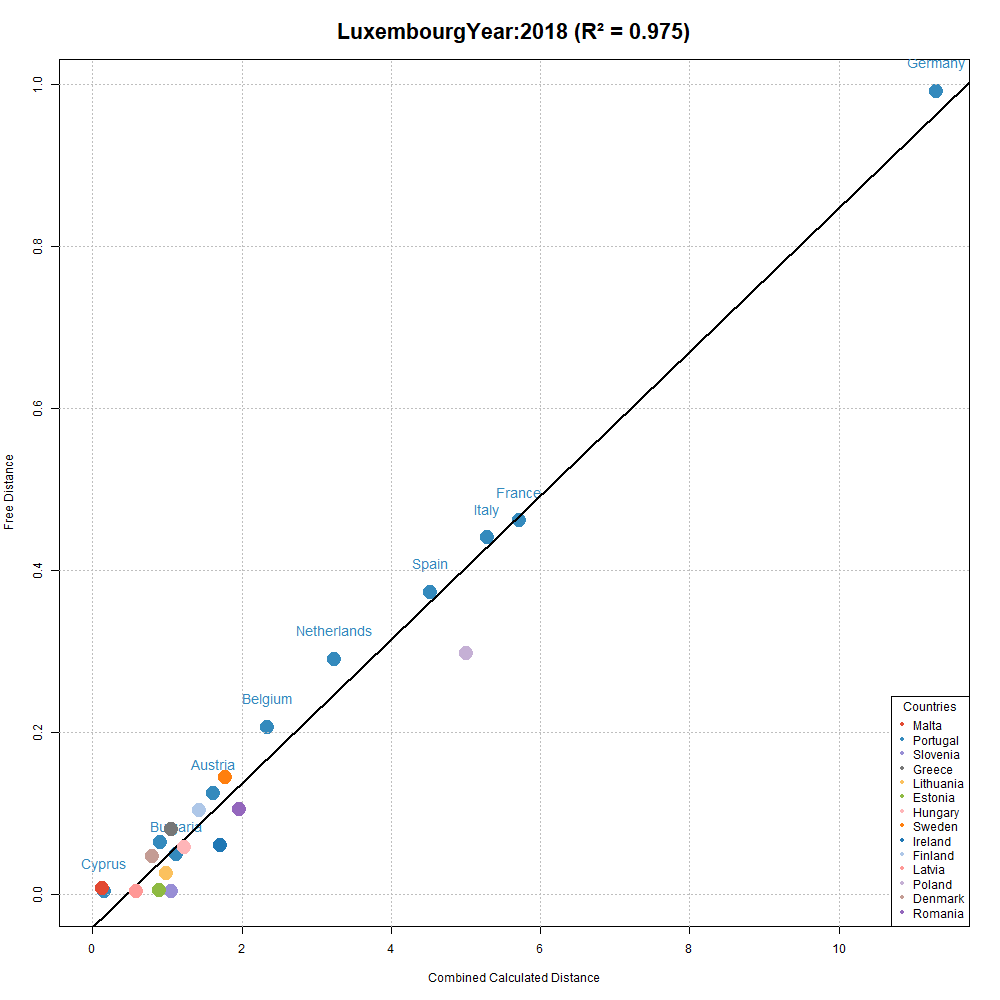 LuxembourgYear:2018 (R² = 0.975)
Germany
1.0
0.8
0.6
France
Italy
Free Distance
Spain
0.4
Netherlands
Belgium
Countries
0.2
Malta
Portugal
Slovenia
Austria
Greece
Lithuania
Estonia
Hungary
Bulgaria
Sweden
Ireland
Finland
Cyprus
Latvia
Poland
0.0
Denmark
Romania
0 2 4 6 8 10
Combined Calculated Distance